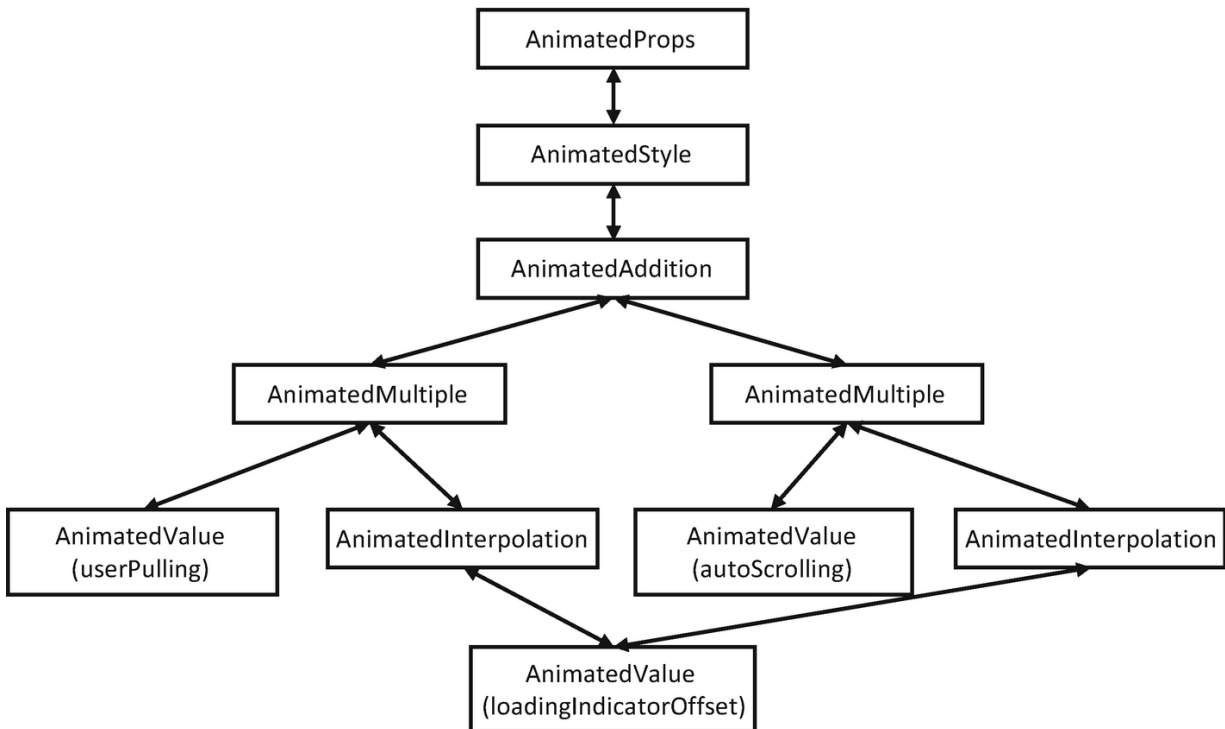 AnimatedProps
AnimatedStyle
AnimatedAddition
AnimatedMultiple
AnimatedMultiple
AnimatedValue
(userPulling)
AnimatedInterpolation
AnimatedValue
(autoScrolling)
AnimatedInterpolation
AnimatedValue
(loadingIndicatorOffset)